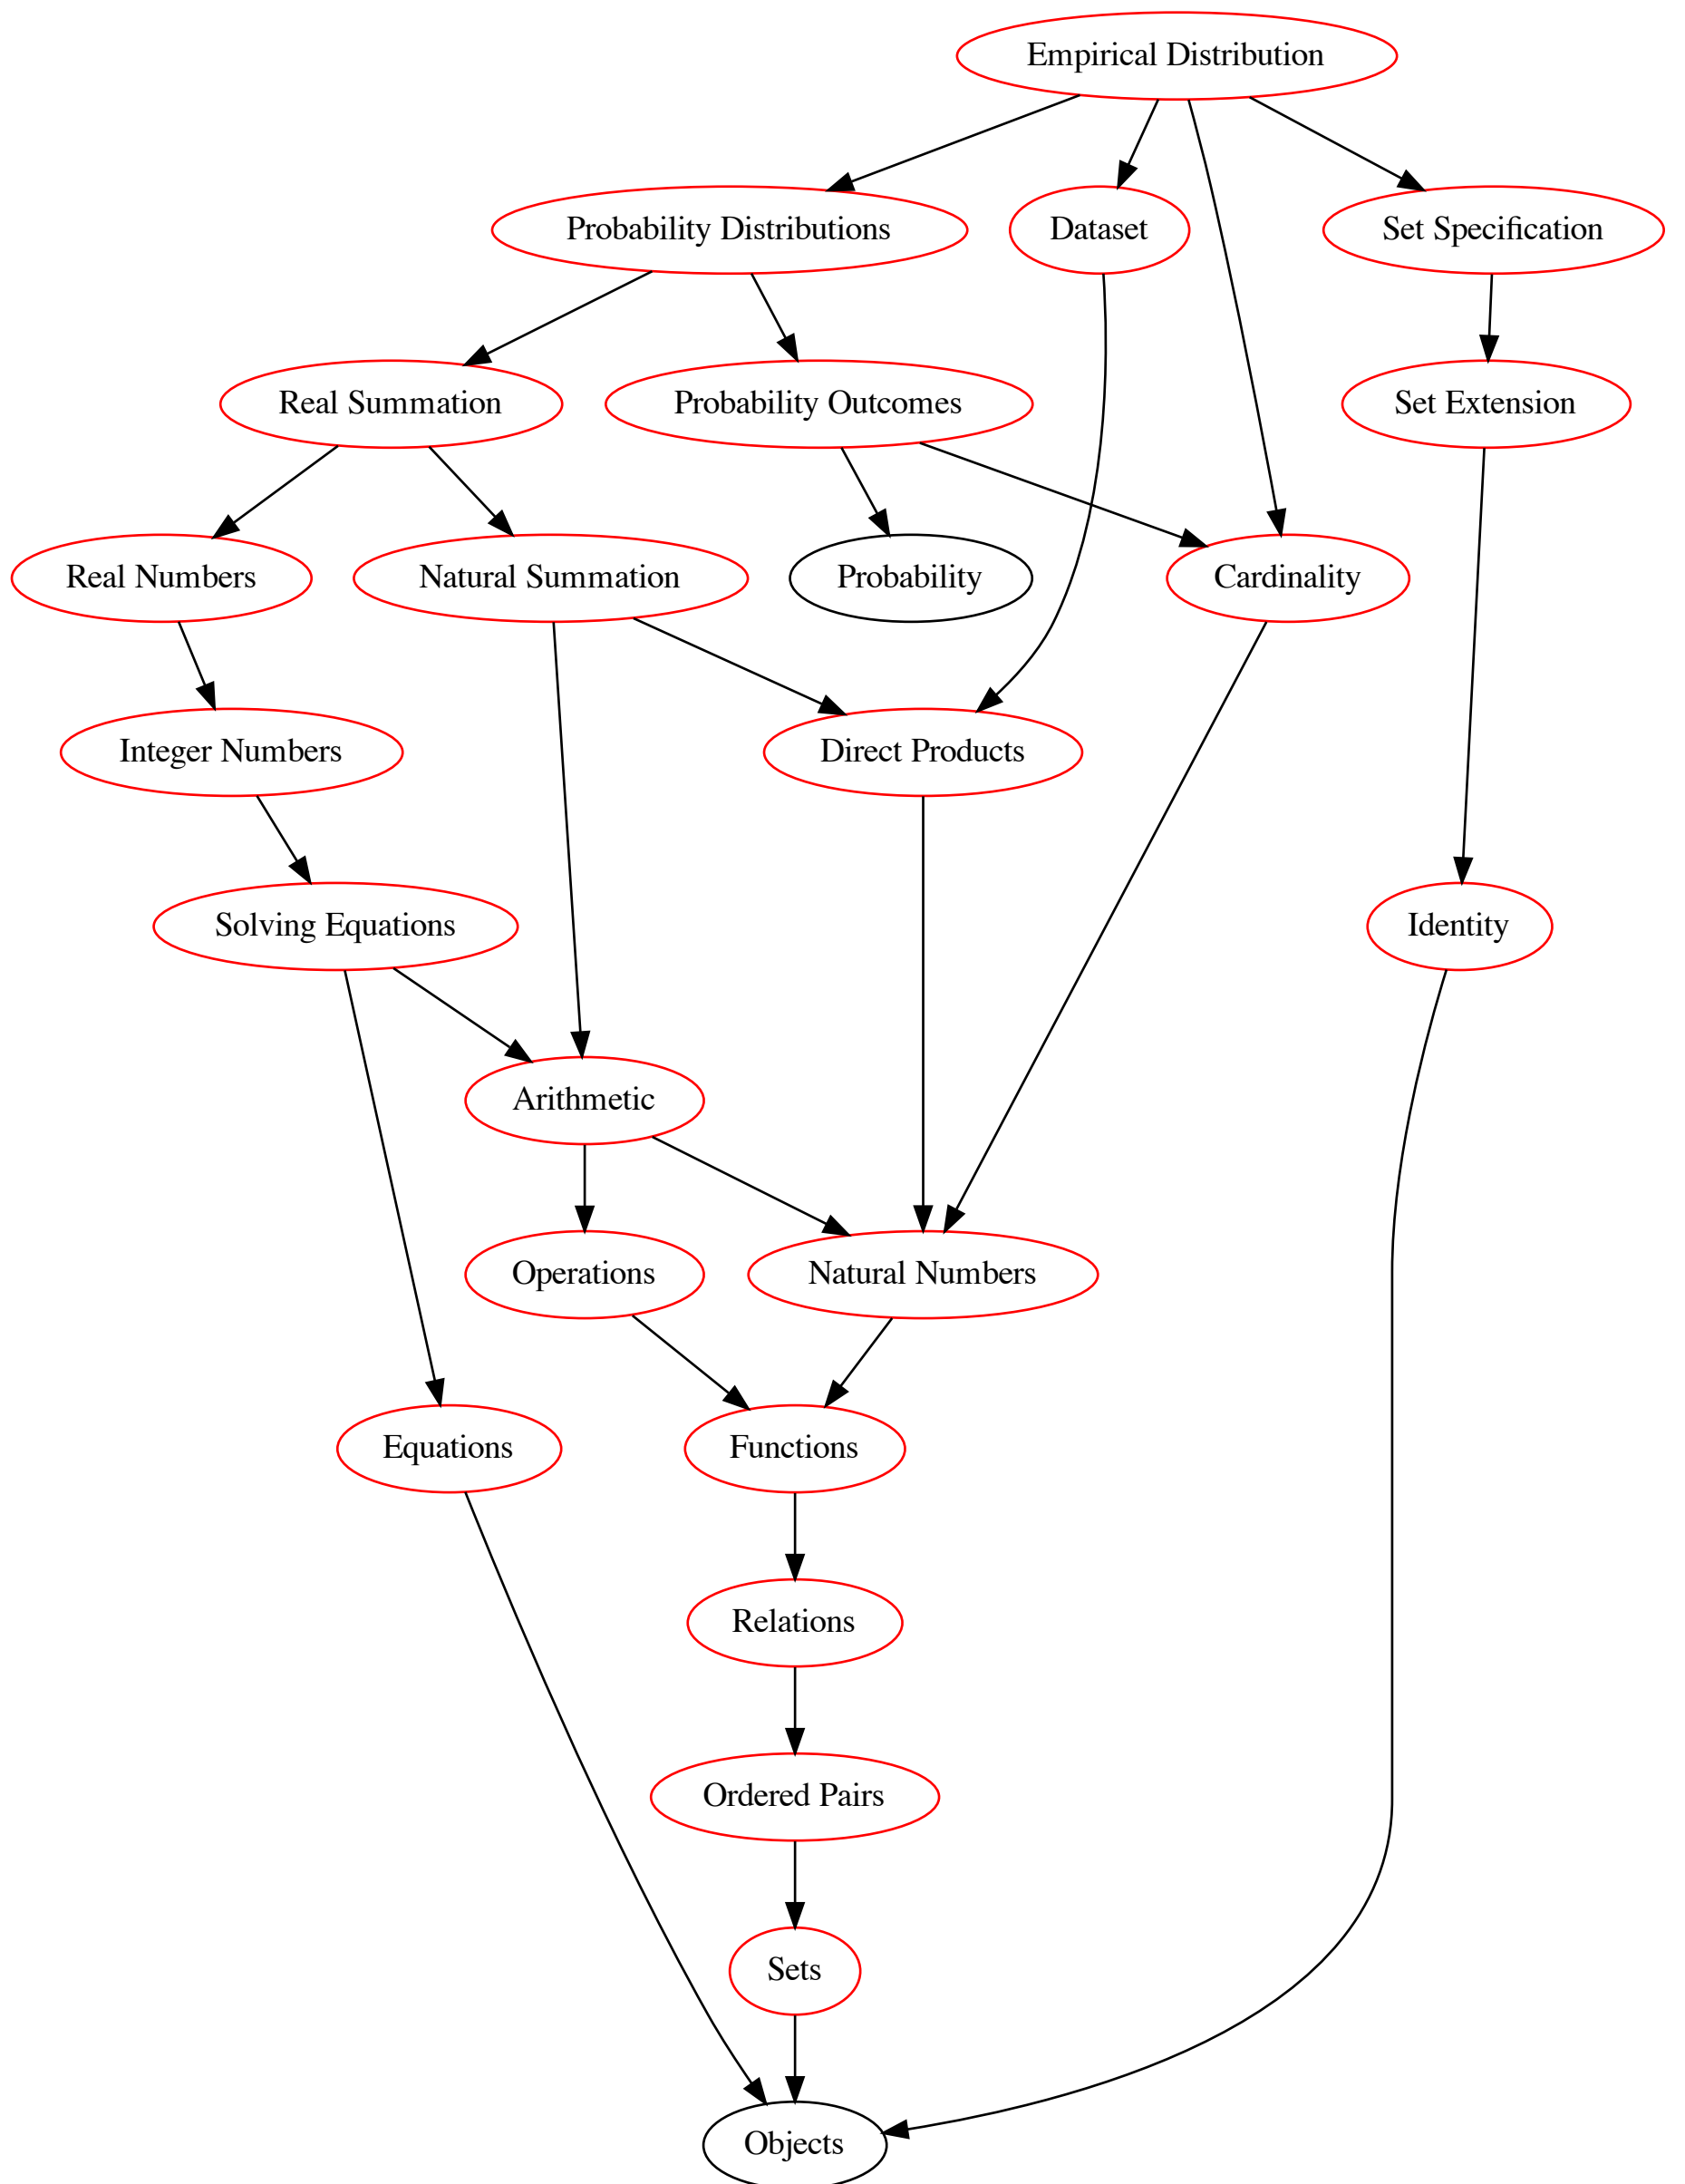 Empirical Distribution
Probability Distributions
Dataset
Set Specification
Real Summation
Probability Outcomes
Set Extension
Real Numbers
Natural Summation
Probability
Cardinality
Integer Numbers
Direct Products
Solving Equations
Identity
Arithmetic
Operations
Natural Numbers
Equations
Functions
Relations
Ordered Pairs
Sets
Objects